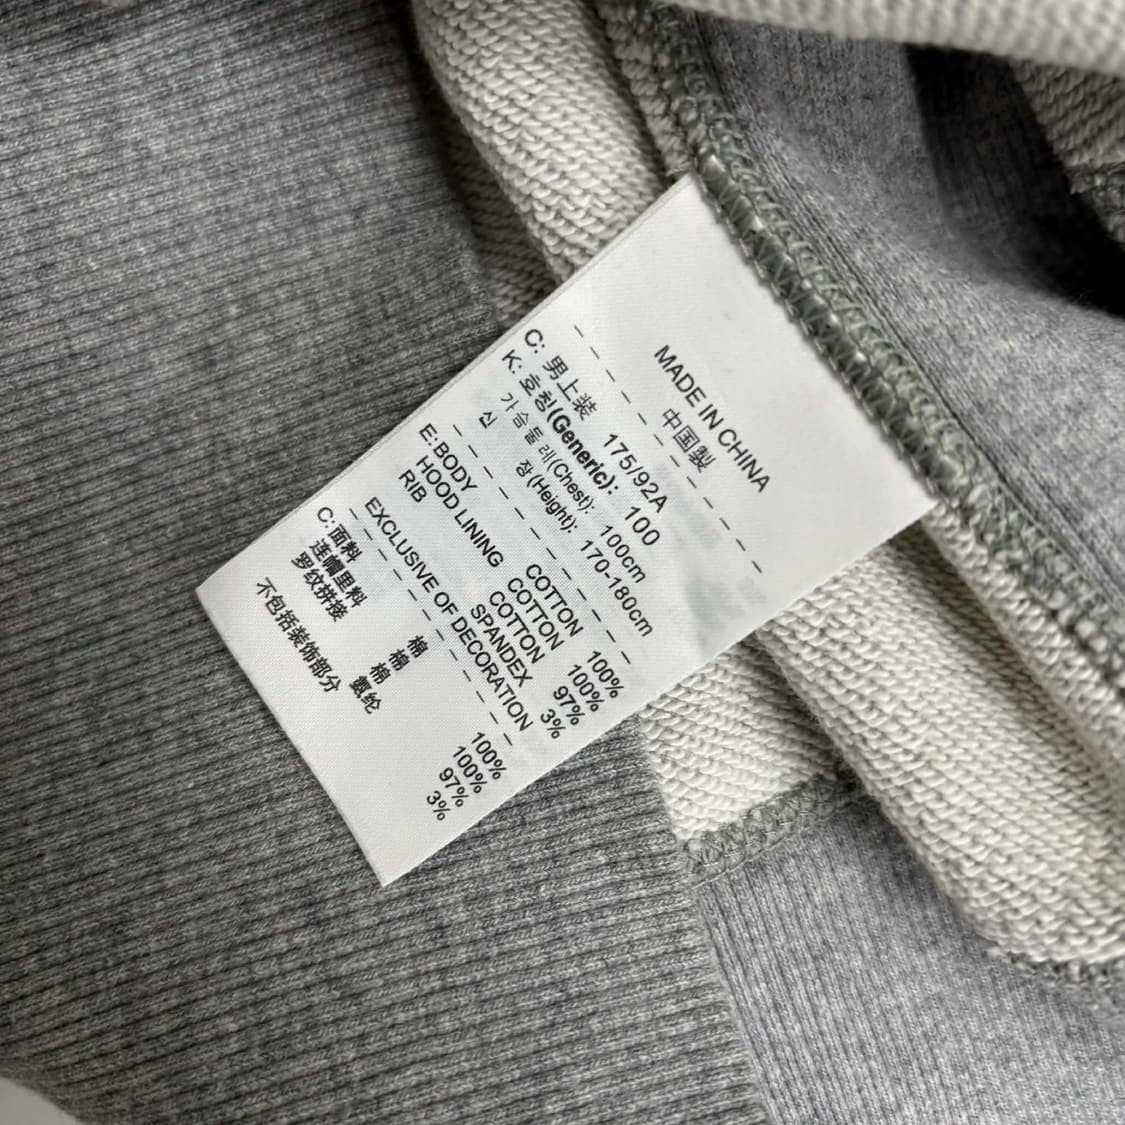 MADE IN CHINA
中国製
C: 男上装 175/92A
K: 호칭(Generic): 100
가슴둘레(Chest): 100cm
신 장(Height): 170-180cm
E:BODY COTTON 100%
HOOD LINING COTTON 100%
RIB COTTON 97%
SPANDEX 3%
EXCLUSIVE OF DECORATION
C:面料 棉 100%
连帽里料 棉 100%
罗纹拼接 棉 97%
氨纶 3%
不包括装饰部分